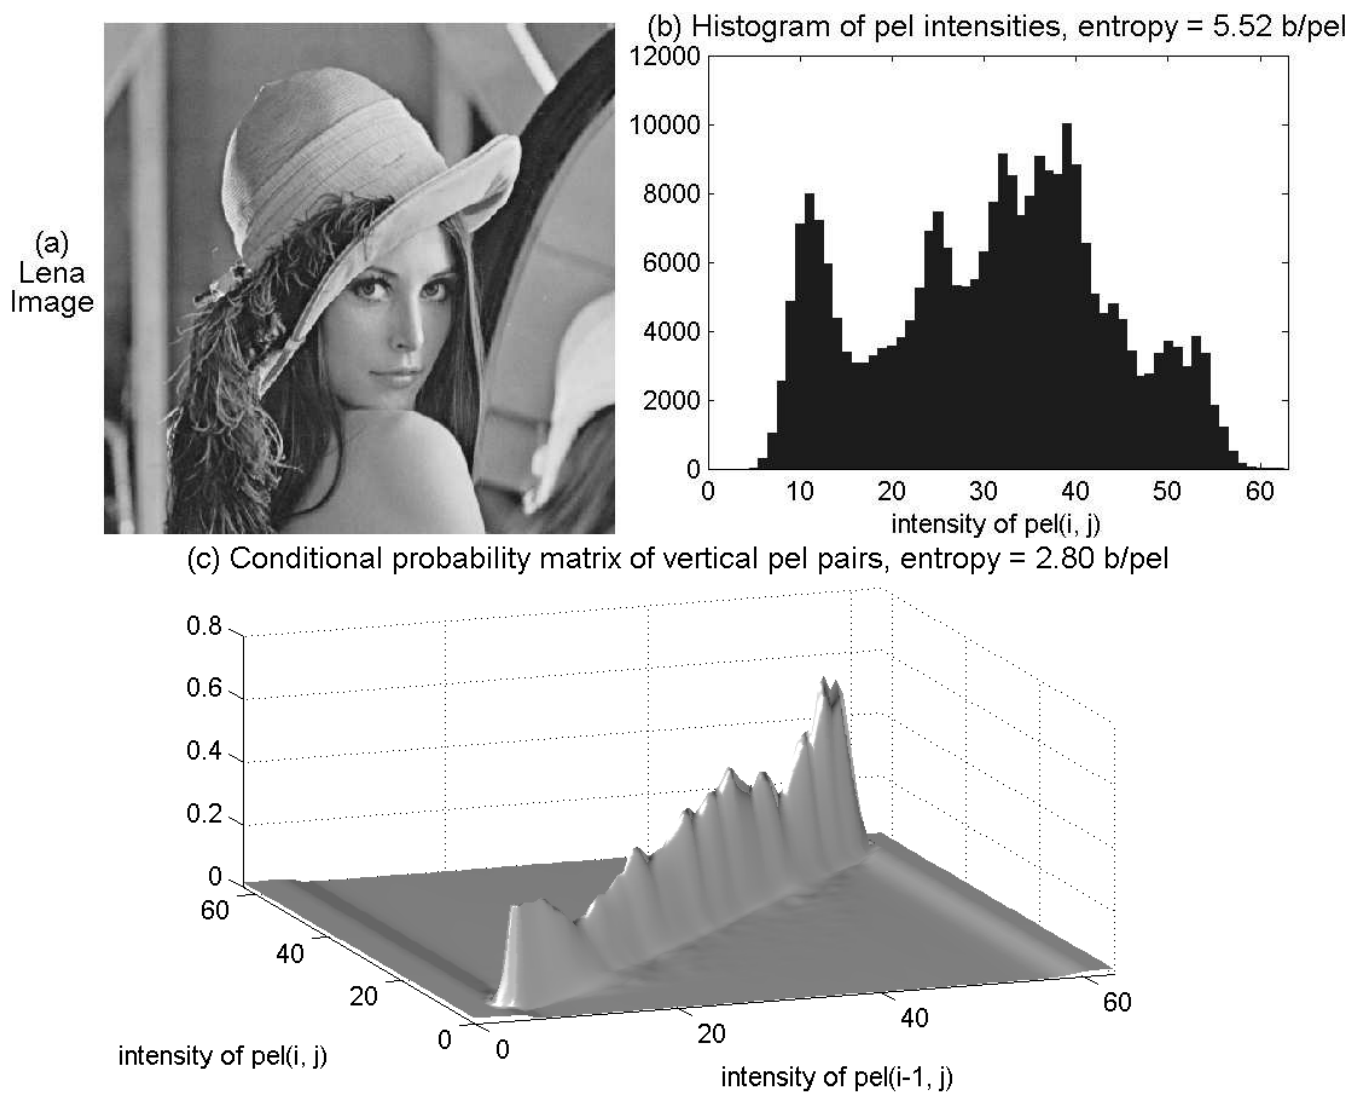 (b) Histogram of pel intensities, entropy = 5.52 b/pel
(a)
Lena
Image
12000
10000
8000
6000
4000
2000
0
0 10 20 30 40 50 60
intensity of pel(i, j)
(c) Conditional probability matrix of vertical pel pairs, entropy = 2.80 b/pel
0.8
0.6
0.4
0.2
0
60
40
20
0
0
20
40
60
intensity of pel(i, j)
intensity of pel(i-1, j)